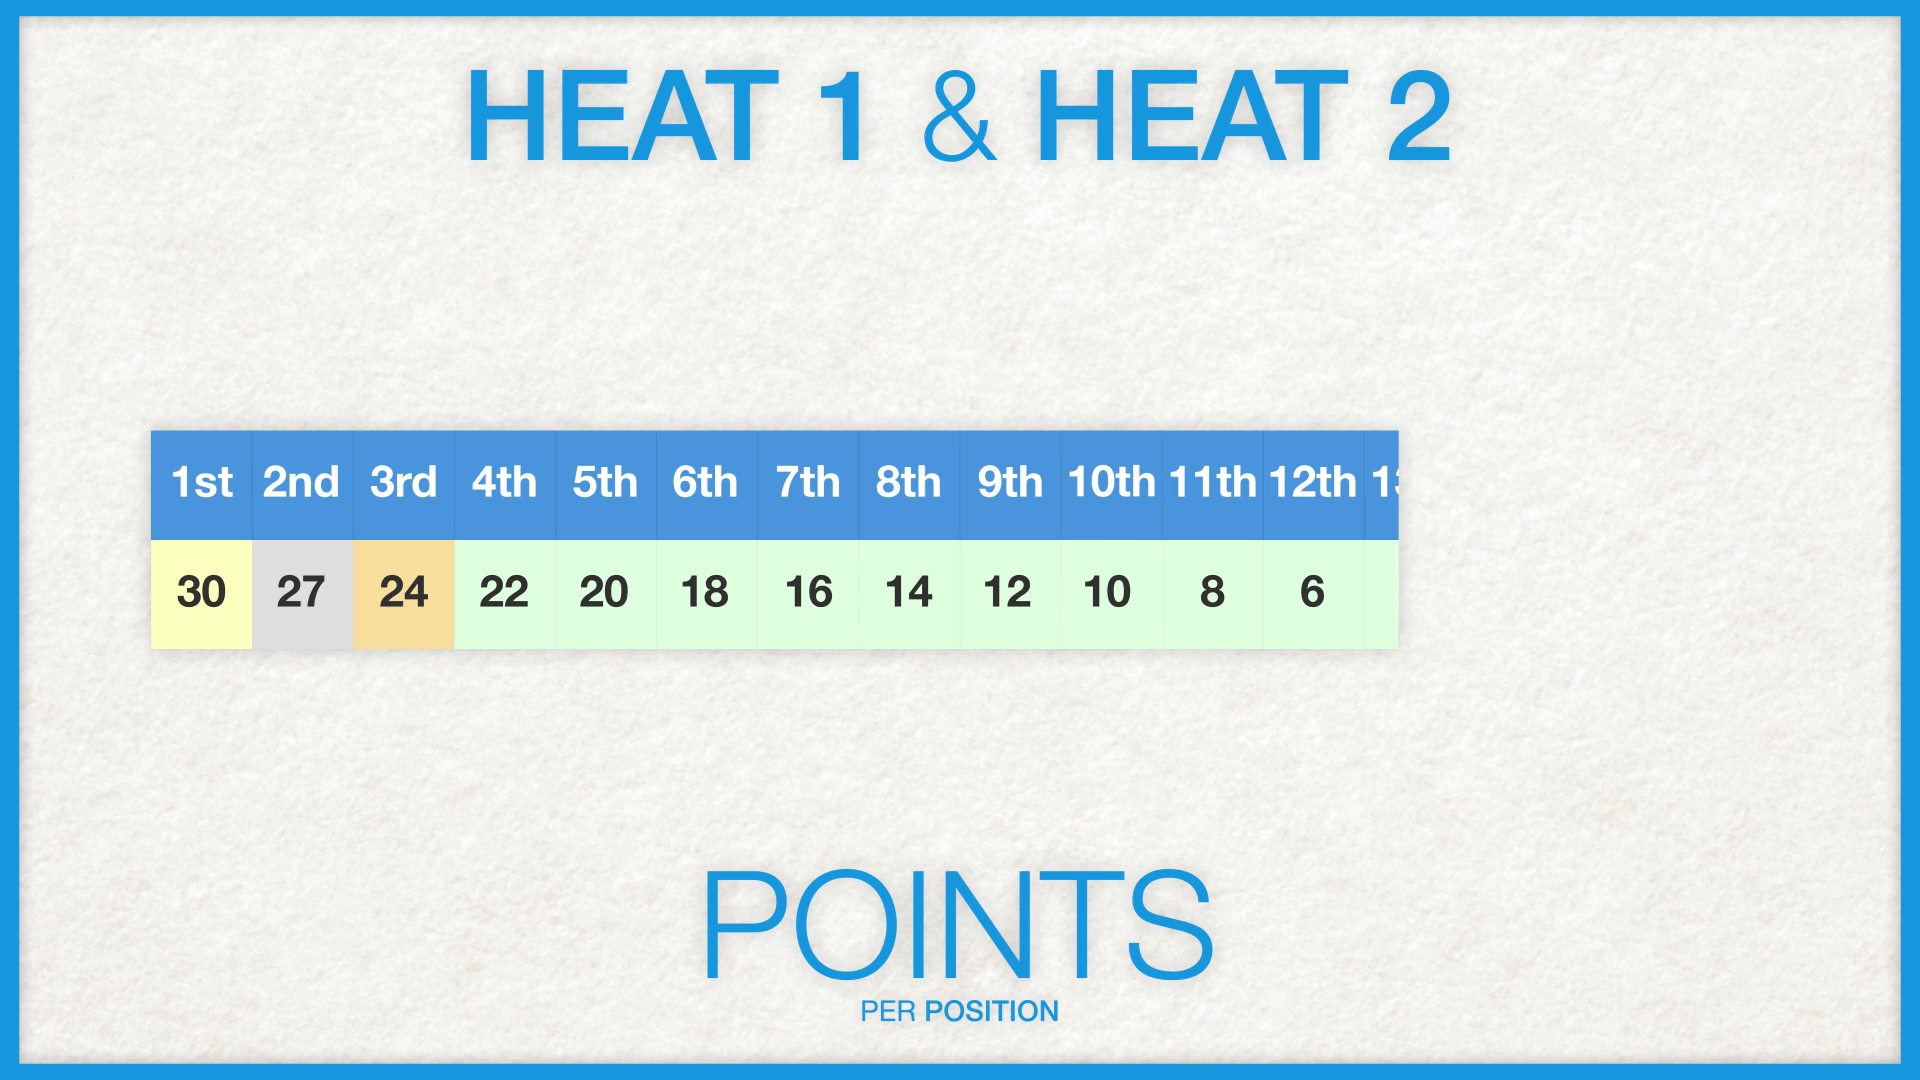 HEAT 1 & HEAT 2
1st 2nd 3rd 4th 5th 6th 7th 8th 9th 10th 11th 12th
30 27 24 22 20 18 16 14 12 10 8 6
POINTS
PER POSITION